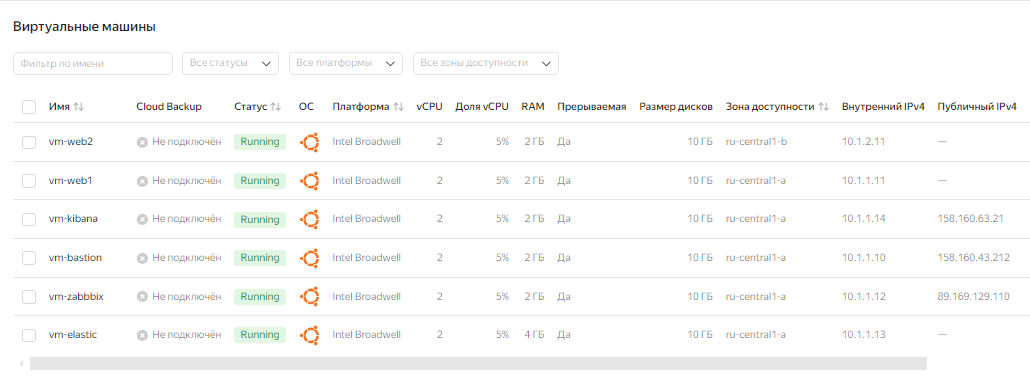 Виртуальные машины
Фильтр по имени Все статусы Все платформы Все зоны доступности
Имя Cloud Backup Статус ОС Платформа vCPU Доля vCPU RAM Прерываемая Размер дисков Зона доступности Внутренний IPv4 Публичный IPv4
vm-web2 Не подключён Running Intel Broadwell 2 5% 2 ГБ Да 10 ГБ ru-central1-b 10.1.2.11 —
vm-web1 Не подключён Running Intel Broadwell 2 5% 2 ГБ Да 10 ГБ ru-central1-a 10.1.1.11 —
vm-kibana Не подключён Running Intel Broadwell 2 5% 2 ГБ Да 10 ГБ ru-central1-a 10.1.1.14 158.160.63.21
vm-bastion Не подключён Running Intel Broadwell 2 5% 2 ГБ Да 10 ГБ ru-central1-a 10.1.1.10 158.160.43.212
vm-zabbbix Не подключён Running Intel Broadwell 2 5% 2 ГБ Да 10 ГБ ru-central1-a 10.1.1.12 89.169.129.110
vm-elastic Не подключён Running Intel Broadwell 2 5% 4 ГБ Да 10 ГБ ru-central1-a 10.1.1.13 —